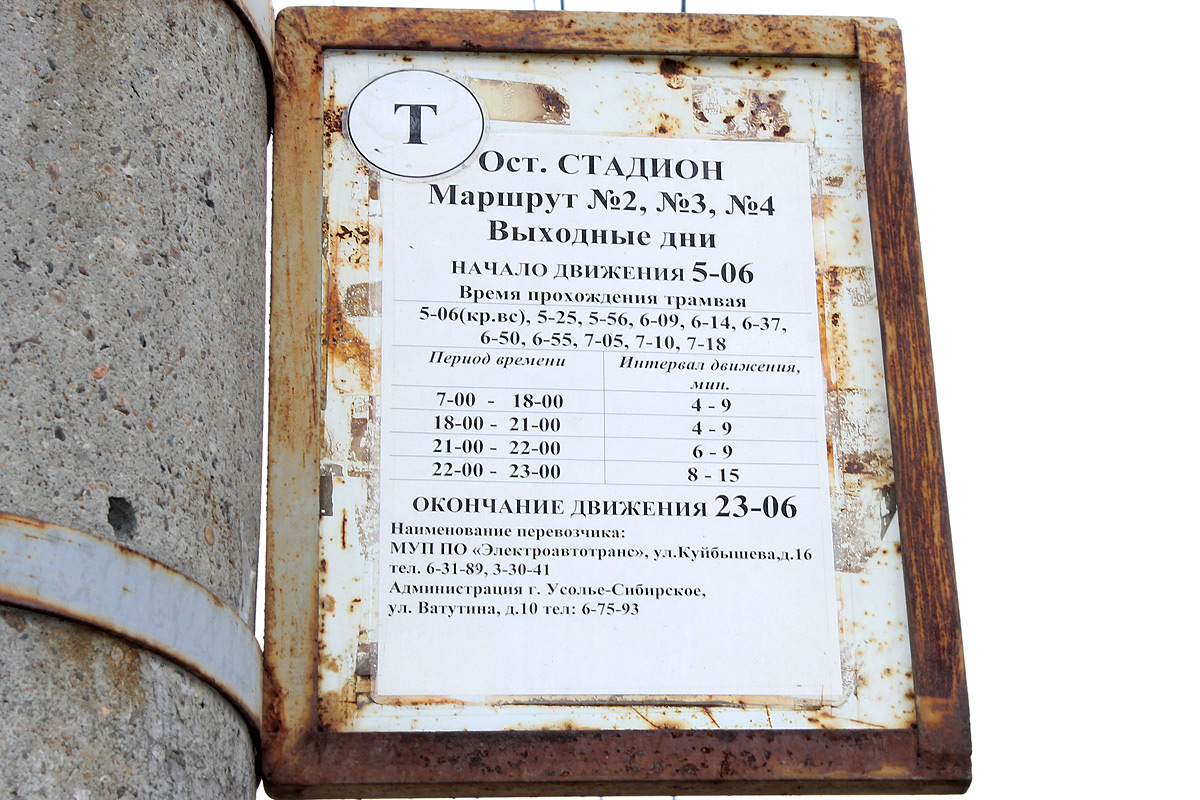 Т
Ост. СТАДИОН
Маршрут №2, №3, №4
Выходные дни
НАЧАЛО ДВИЖЕНИЯ 5-06
Время прохождения трамвая
5-06(кр.вс), 5-25, 5-56, 6-09, 6-14, 6-37,
6-50, 6-55, 7-05, 7-10, 7-18
Период времени Интервал движения,
мин.
7-00 - 18-00 4 - 9
18-00 - 21-00 4 - 9
21-00 - 22-00 6 - 9
22-00 - 23-00 8 - 15
ОКОНЧАНИЕ ДВИЖЕНИЯ 23-06
Наименование перевозчика:
МУП ПО «Электроавтотранс», ул.Куйбышева,д.16
тел. 6-31-89, 3-30-41
Администрация г. Усолье-Сибирское,
ул. Ватутина, д.10 тел: 6-75-93